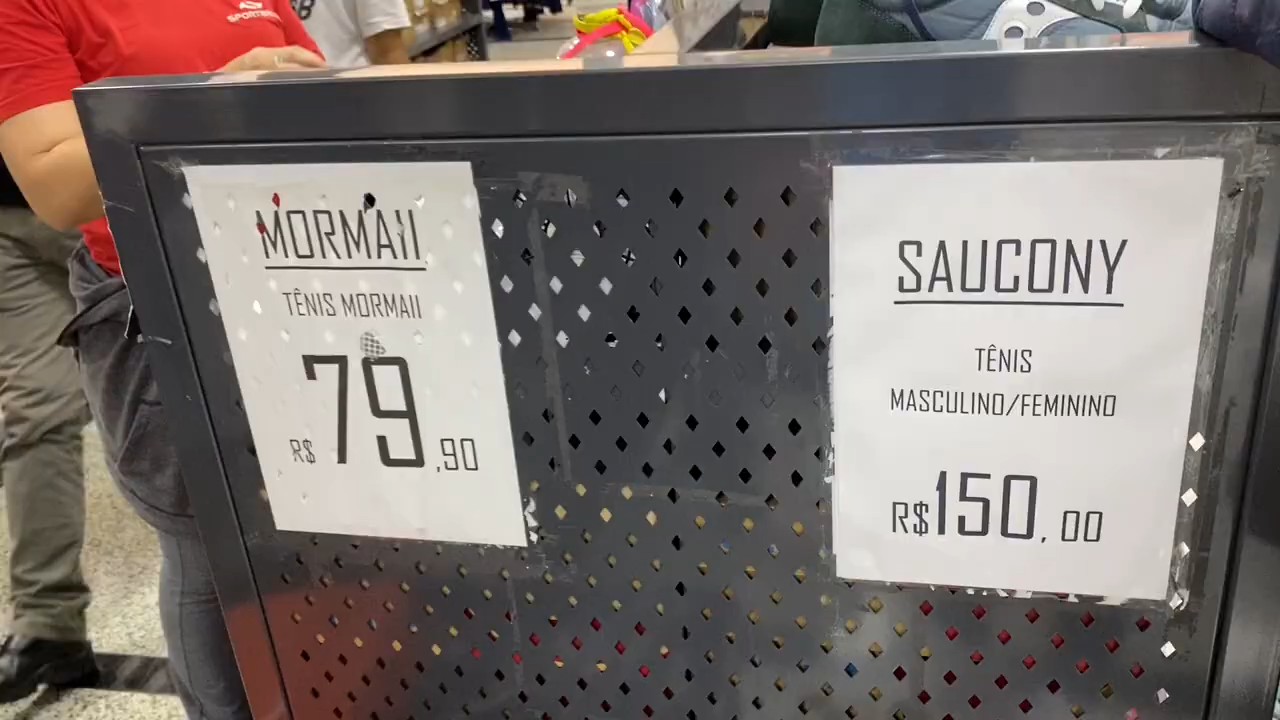 MORMAII
TÊNIS MORMAII
R$ 79,90
SAUCONY
TÊNIS
MASCULINO/FEMININO
R$150,00